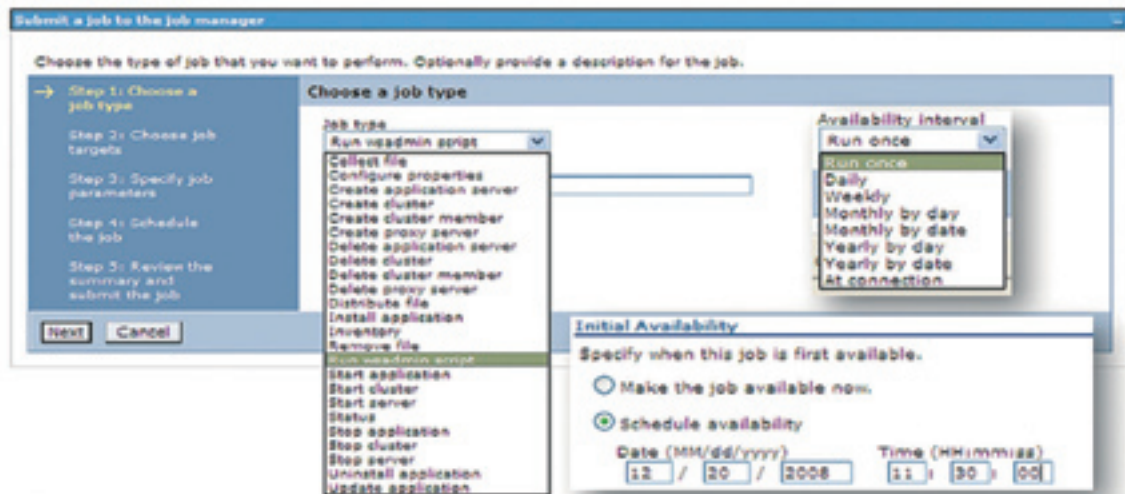 Submit a job to the job manager
Choose the type of job that you want to perform. Optionally provide a description for the job.
Step 1: Choose a
job type
Step 2: Choose job
targets
Step 3: Specify job
parameters
Step 4: Schedule
the job
Step 5: Review the
summary and
submit the job
Next
Cancel
Choose a job type
Job type
Run wsadmin script
Collect file
Configure properties
Create application server
Create cluster
Create cluster member
Create proxy server
Delete application server
Delete cluster
Delete cluster member
Delete proxy server
Distribute file
Install application
Inventory
Remove file
Run wsadmin script
Start application
Start cluster
Start server
Status
Stop application
Stop cluster
Stop server
Uninstall application
Update application
Availability interval
Run once
Run once
Daily
Weekly
Monthly by day
Monthly by date
Yearly by day
Yearly by date
At connection
Initial Availability
Specify when this job is first available.
Make the job available now.
Schedule availability
Date (MM/dd/yyyy)
12 / 20 / 2008
Time (HH:mm:ss)
11: 30: 00